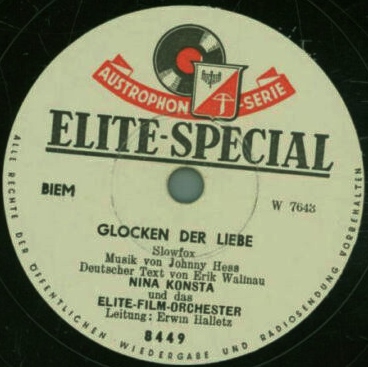 AUSTROPHON-SERIE
ELITE-SPECIAL
BIEM
W 7643
GLOCKEN DER LIEBE
Slowfox
Musik von Johnny Hess
Deutscher Text von Erik Wallnau
NINA KONSTA
und das
ELITE-FILM-ORCHESTER
Leitung: Erwin Halletz
8449
ALLE RECHTE DER ÖFFENTLICHEN WIEDERGABE UND RADIOSENDUNG VORBEHALTEN